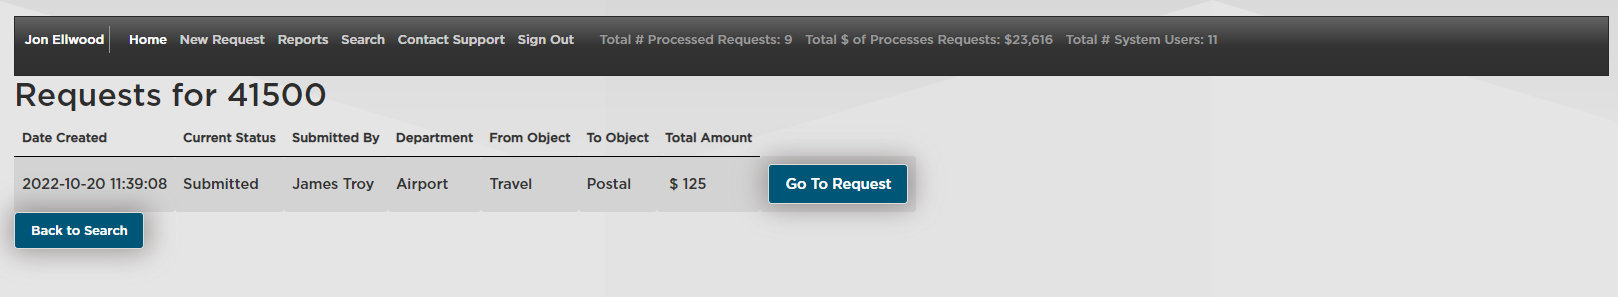 Jon Ellwood Home New Request Reports Search Contact Support Sign Out Total # Processed Requests: 9 Total $ of Processes Requests: $23,616 Total # System Users: 11
Requests for 41500
Date Created Current Status Submitted By Department From Object To Object Total Amount
2022-10-20 11:39:08 Submitted James Troy Airport Travel Postal $ 125 Go To Request
Back to Search